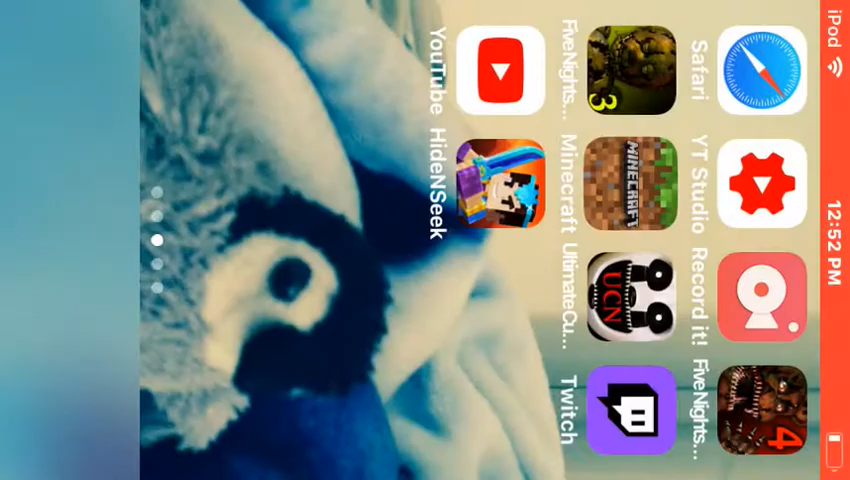 iPod 12:52 PM
Safari YT Studio Record it! FiveNights...
4
3
MINECRAFT
UCN
FiveNights... Minecraft UltimateCu... Twitch
YouTube HideNSeek